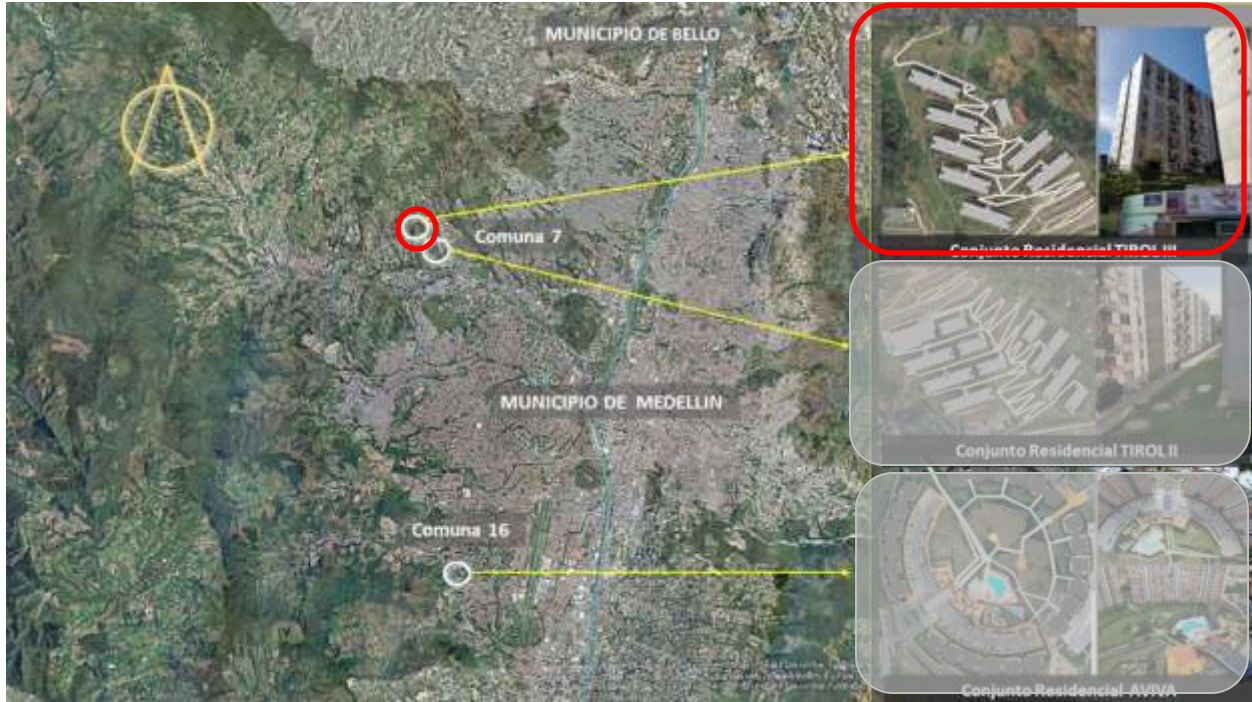 MUNICIPIO DE BELLO
Comuna 7
MUNICIPIO DE MEDELLIN
Comuna 16
Conjunto Residencial TIROL III
Conjunto Residencial TIROL II
Conjunto Residencial AVIVA